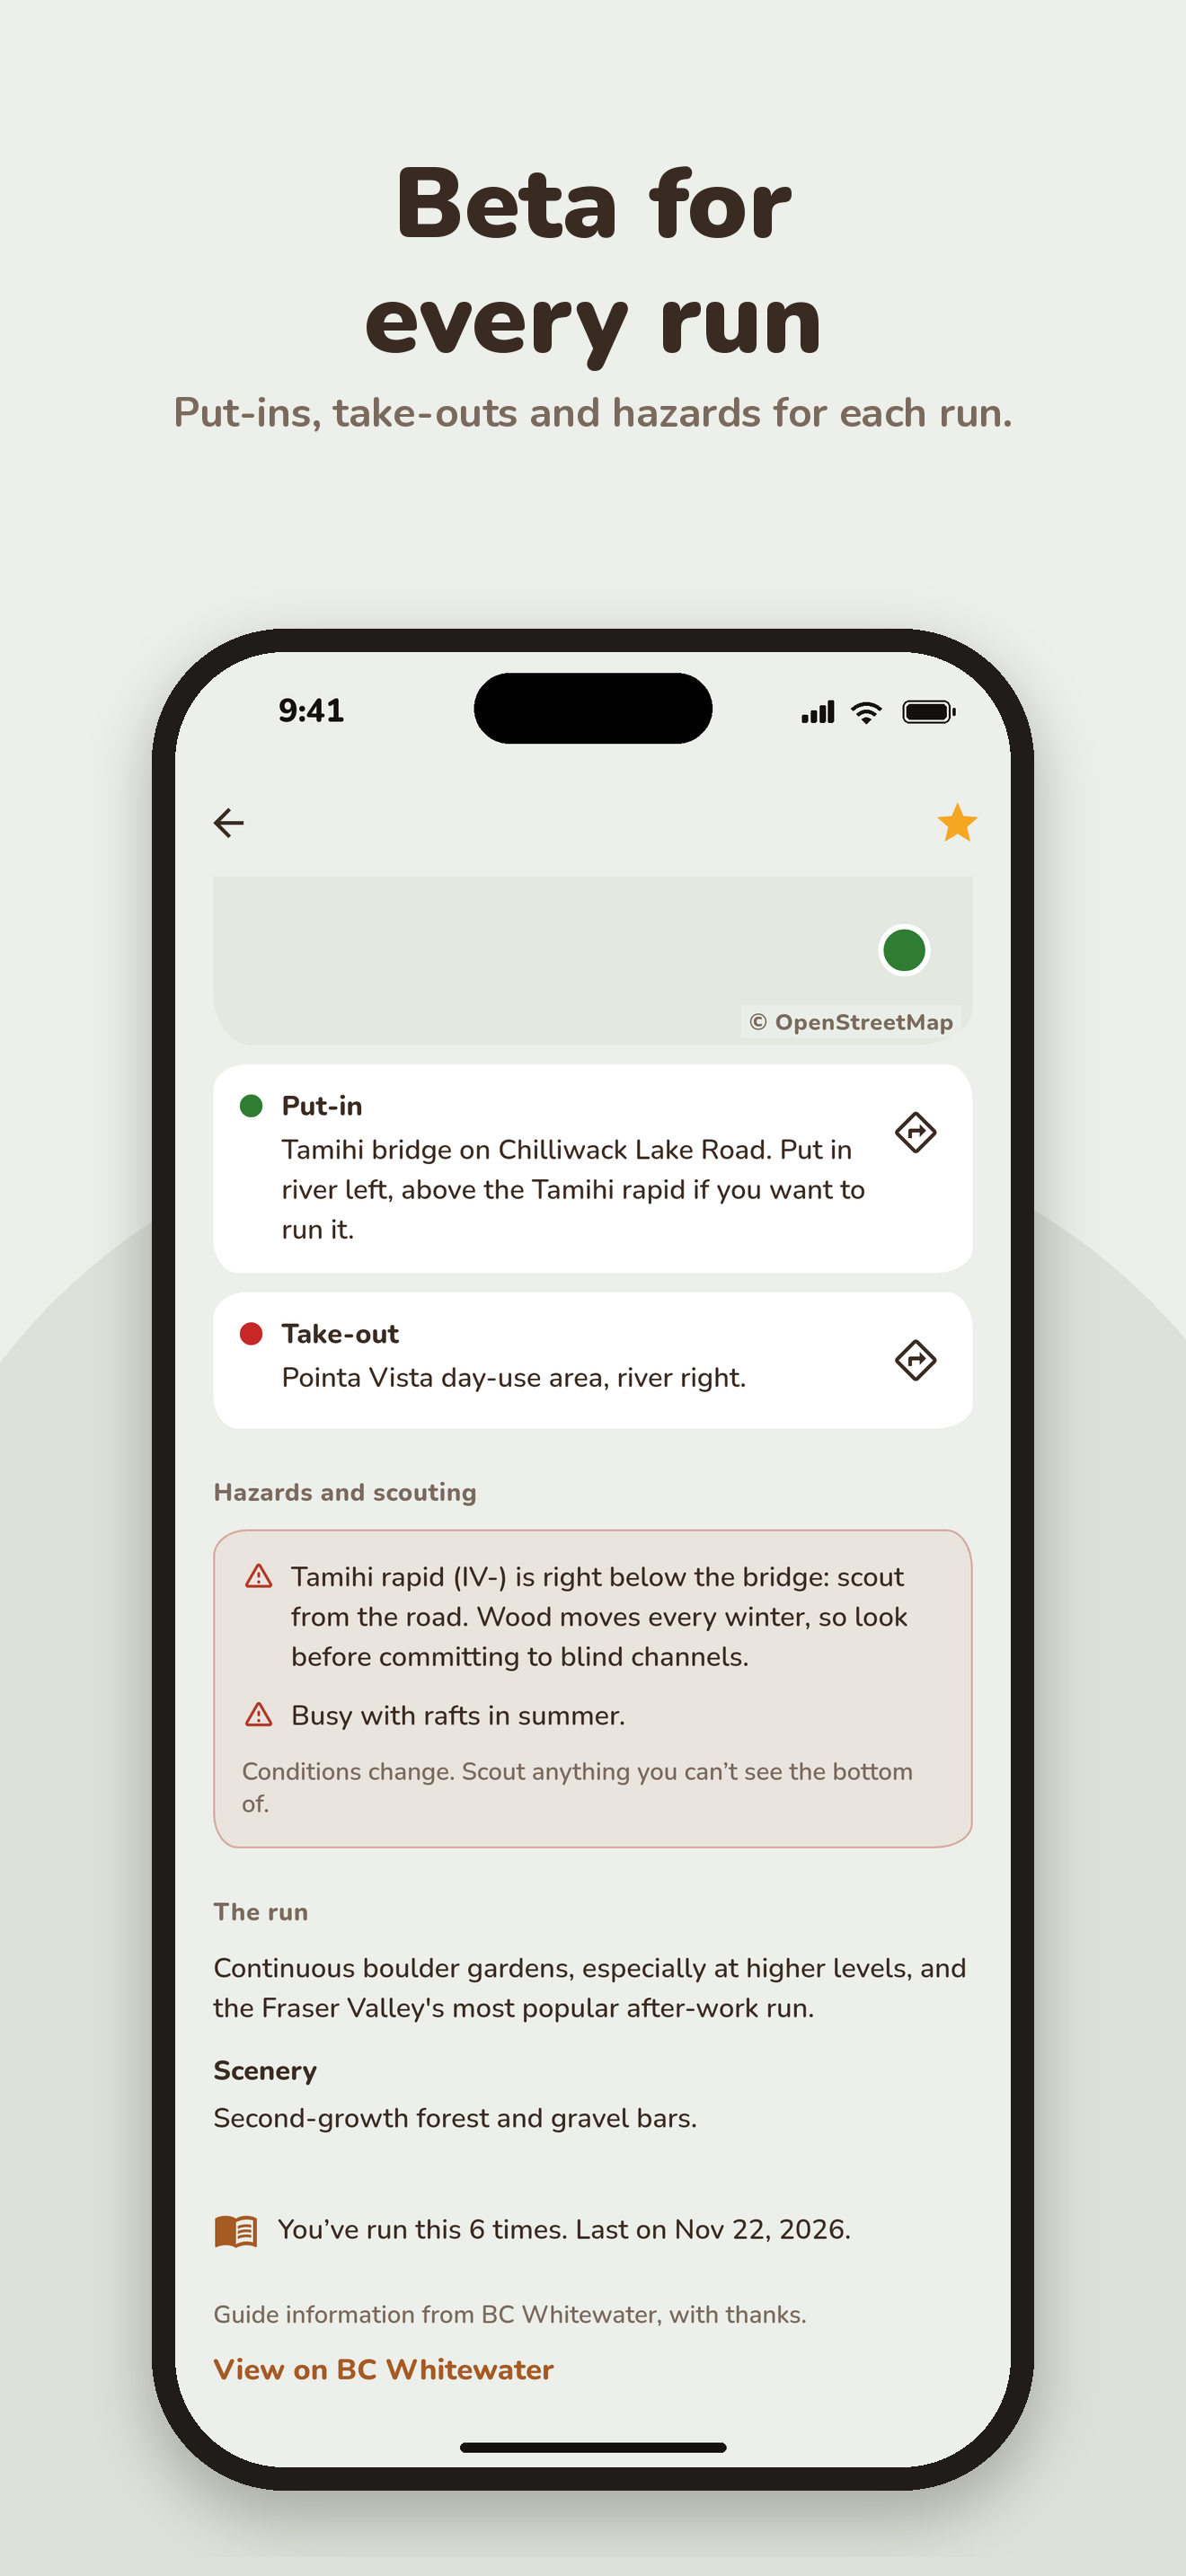 Beta for
every run
Put-ins, take-outs and hazards for each run.
9:41
© OpenStreetMap
Put-in
Tamihi bridge on Chilliwack Lake Road. Put in
river left, above the Tamihi rapid if you want to
run it.
Take-out
Pointa Vista day-use area, river right.
Hazards and scouting
Tamihi rapid (IV-) is right below the bridge: scout
from the road. Wood moves every winter, so look
before committing to blind channels.
Busy with rafts in summer.
Conditions change. Scout anything you can’t see the bottom
of.
The run
Continuous boulder gardens, especially at higher levels, and
the Fraser Valley's most popular after-work run.
Scenery
Second-growth forest and gravel bars.
You’ve run this 6 times. Last on Nov 22, 2026.
Guide information from BC Whitewater, with thanks.
View on BC Whitewater